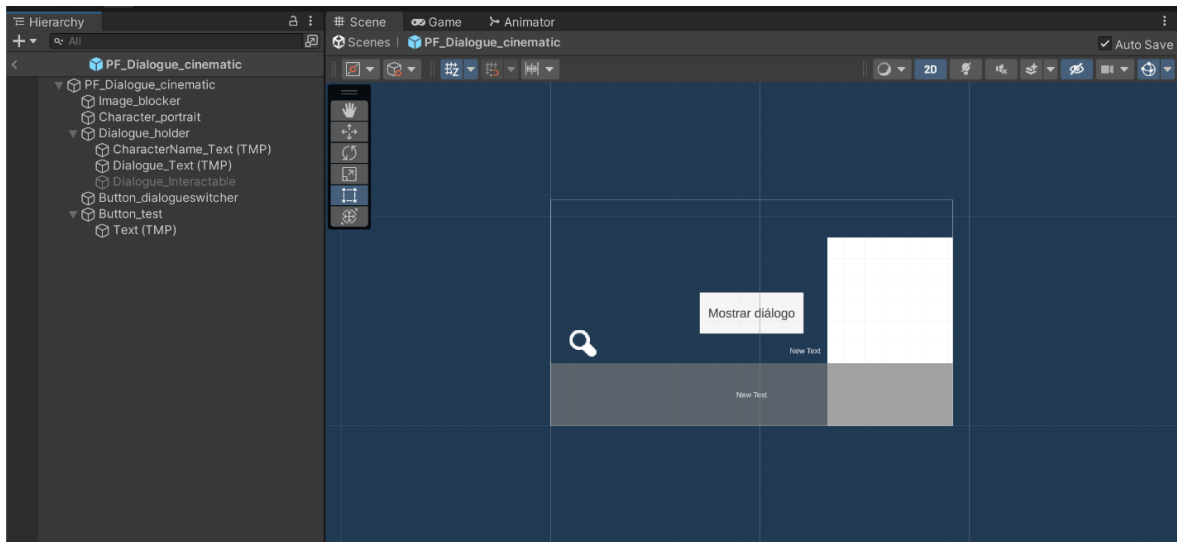 Hierarchy
All
PF_Dialogue_cinematic
PF_Dialogue_cinematic
Image_blocker
Character_portrait
Dialogue_holder
CharacterName_Text (TMP)
Dialogue_Text (TMP)
Dialogue_Interactable
Button_dialogueswitcher
Button_test
Text (TMP)
Scene Game Animator
Scenes | PF_Dialogue_cinematic Auto Save
2D
Mostrar diálogo
New Text
New Text